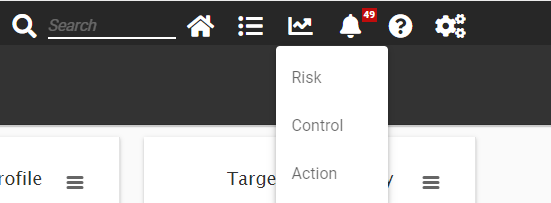 Search
49
Risk
Control
Action
rofile
Targe
y